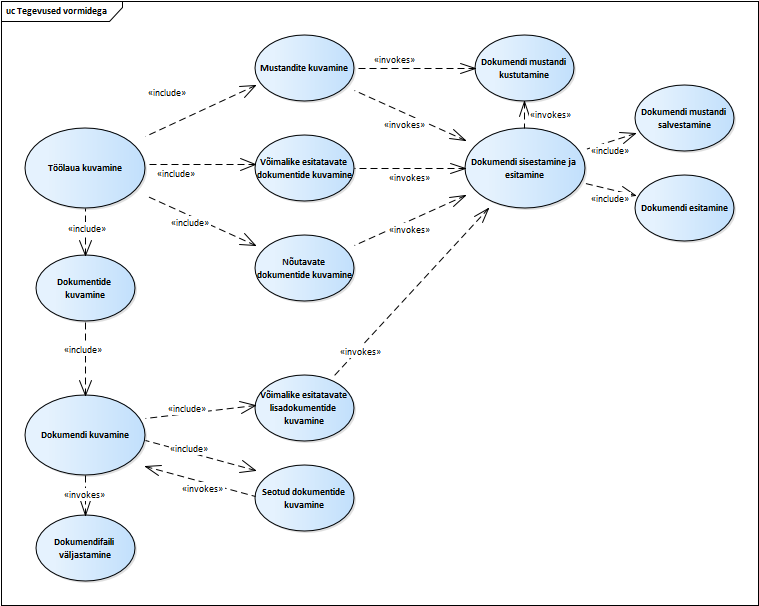 uc Tegevused vormidega
Mustandite kuvamine
«invokes»
Dokumendi mustandi
kustutamine
«include»
«invokes»
«invokes»
Dokumendi mustandi
salvestamine
Töölaua kuvamine
«include»
Võimalike esitatavate
dokumentide kuvamine
«invokes»
Dokumendi sisestamine ja
esitamine
«include»
«include»
Dokumendi esitamine
«include»
«include»
Nõutavate
dokumentide kuvamine
«invokes»
Dokumentide
kuvamine
«include»
«invokes»
Dokumendi kuvamine
«include»
Võimalike esitatavate
lisadokumentide
kuvamine
«include»
«invokes»
Seotud dokumentide
kuvamine
«invokes»
Dokumendifaili
väljastamine